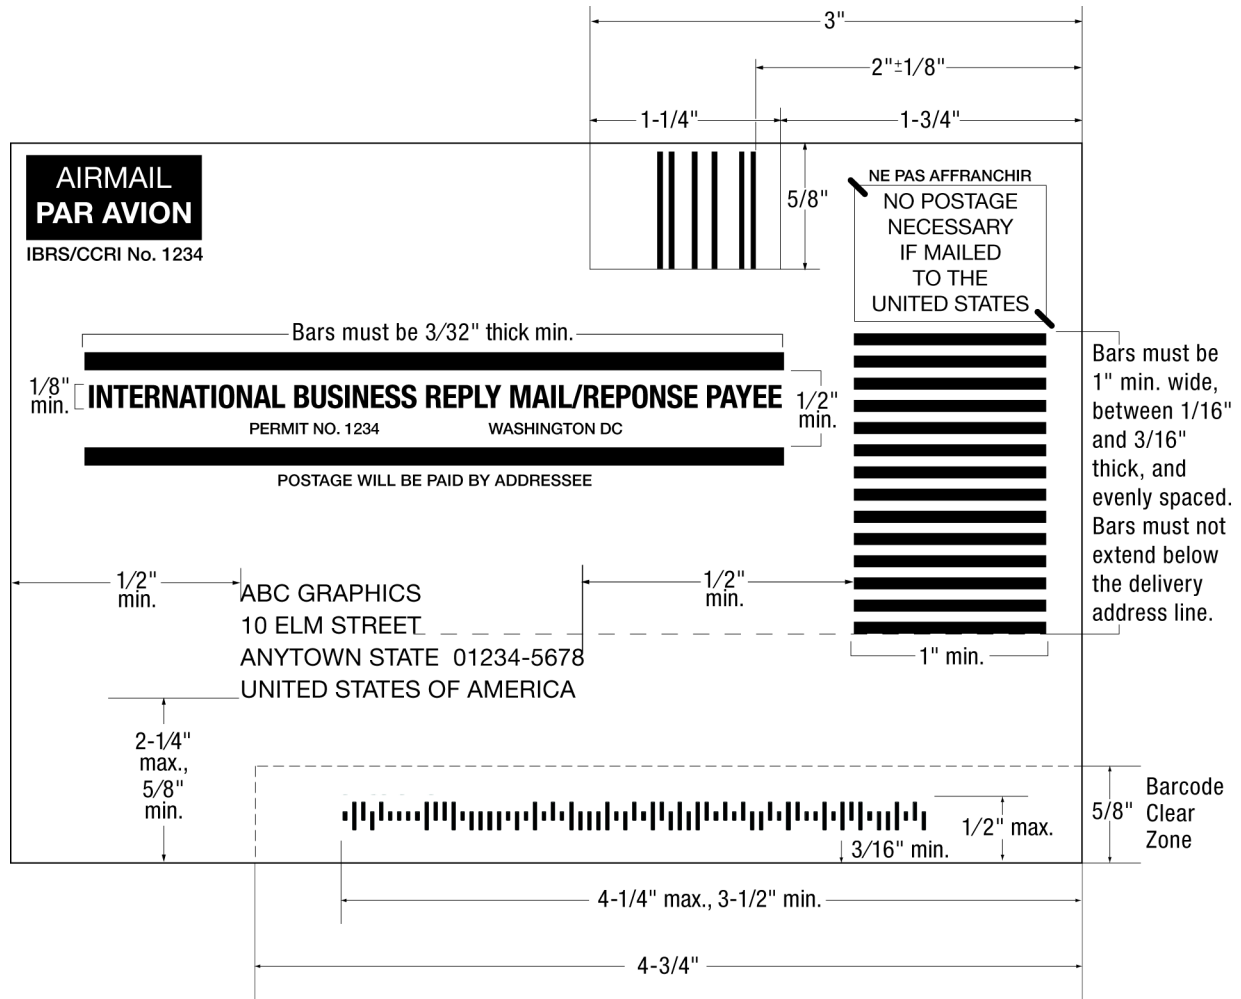 3"
2"±1/8"
1-1/4"
1-3/4"
AIRMAIL
PAR AVION
IBRS/CCRI No. 1234
5/8"
NE PAS AFFRANCHIR
NO POSTAGE
NECESSARY
IF MAILED
TO THE
UNITED STATES
Bars must be 3/32" thick min.
1/8"
min.
INTERNATIONAL BUSINESS REPLY MAIL/REPONSE PAYEE
PERMIT NO. 1234 WASHINGTON DC
1/2"
min.
POSTAGE WILL BE PAID BY ADDRESSEE
Bars must be
1" min. wide,
between 1/16"
and 3/16"
thick, and
evenly spaced.
Bars must not
extend below
the delivery
address line.
1/2"
min.
ABC GRAPHICS
10 ELM STREET
ANYTOWN STATE 01234-5678
UNITED STATES OF AMERICA
1/2"
min.
1" min.
2-1/4"
max.,
5/8"
min.
1/2" max.
3/16" min.
5/8"
Barcode
Clear
Zone
4-1/4" max., 3-1/2" min.
4-3/4"